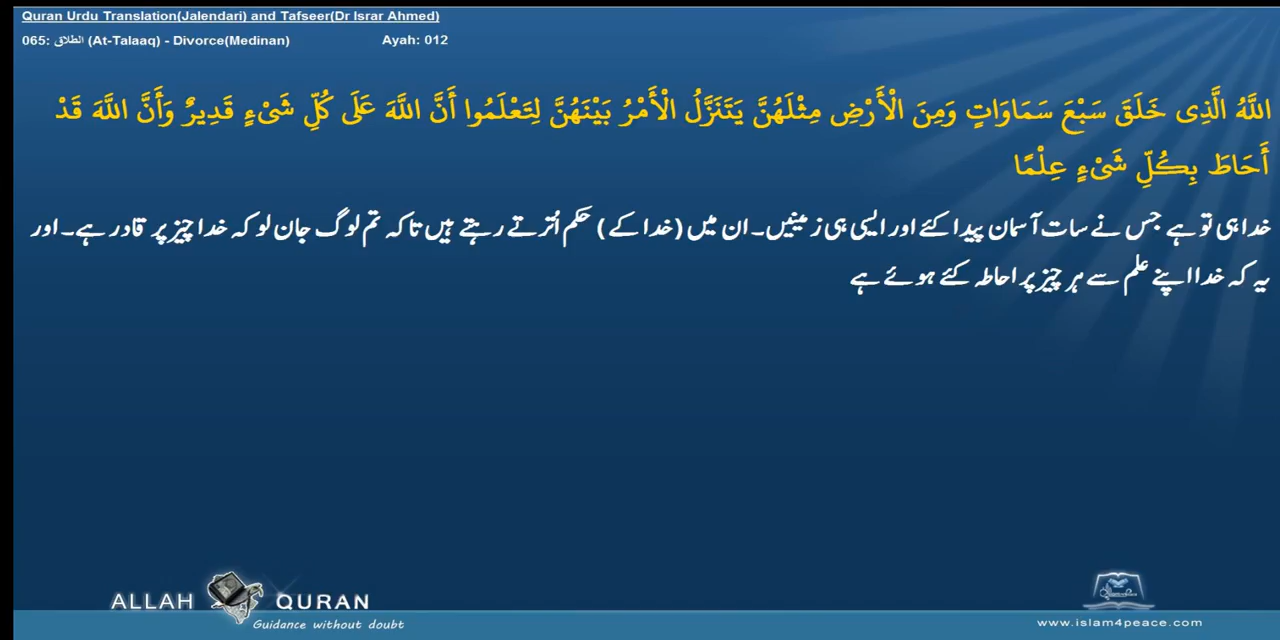 Quran Urdu Translation(Jalendari) and Tafseer(Dr Israr Ahmed)
065: الطلاق (At-Talaaq) - Divorce(Medinan) Ayah: 012
اللَّهُ الَّذِى خَلَقَ سَبْعَ سَمَاوَاتٍ وَمِنَ الْأَرْضِ مِثْلَهُنَّ يَتَنَزَّلُ الْأَمْرُ بَيْنَهُنَّ لِتَعْلَمُوا أَنَّ اللَّهَ عَلَى كُلِّ شَىْءٍ قَدِيرٌ وَأَنَّ اللَّهَ قَدْ
أَحَاطَ بِكُلِّ شَىْءٍ عِلْمًا
خدا ہی تو ہے جس نے سات آسمان پیدا کئے اور ایسی ہی زمینیں۔ ان میں (خدا کے) حکم اُترتے رہتے ہیں تاکہ تم لوگ جان لو کہ خدا چیز پر قادر ہے۔ اور
یہ کہ خدا اپنے علم سے ہر چیز پر احاطہ کئے ہوئے ہے
ALLAH QURAN
Guidance without doubt
www.islam4peace.com